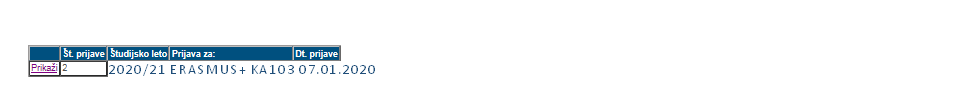 Št. prijave Študijsko leto Prijava za: Dt. prijave
Prikaži 2 2020/21 ERASMUS+ KA103 07.01.2020